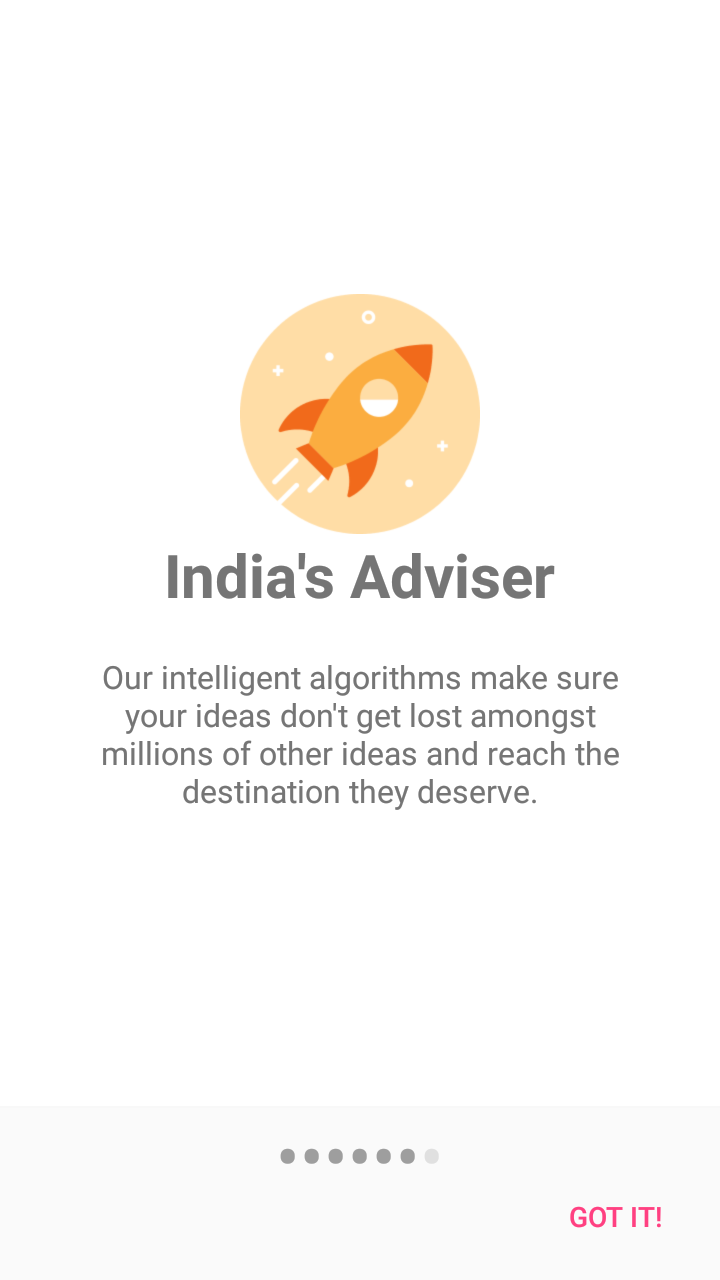 India's Adviser
Our intelligent algorithms make sure
your ideas don't get lost amongst
millions of other ideas and reach the
destination they deserve.
GOT IT!